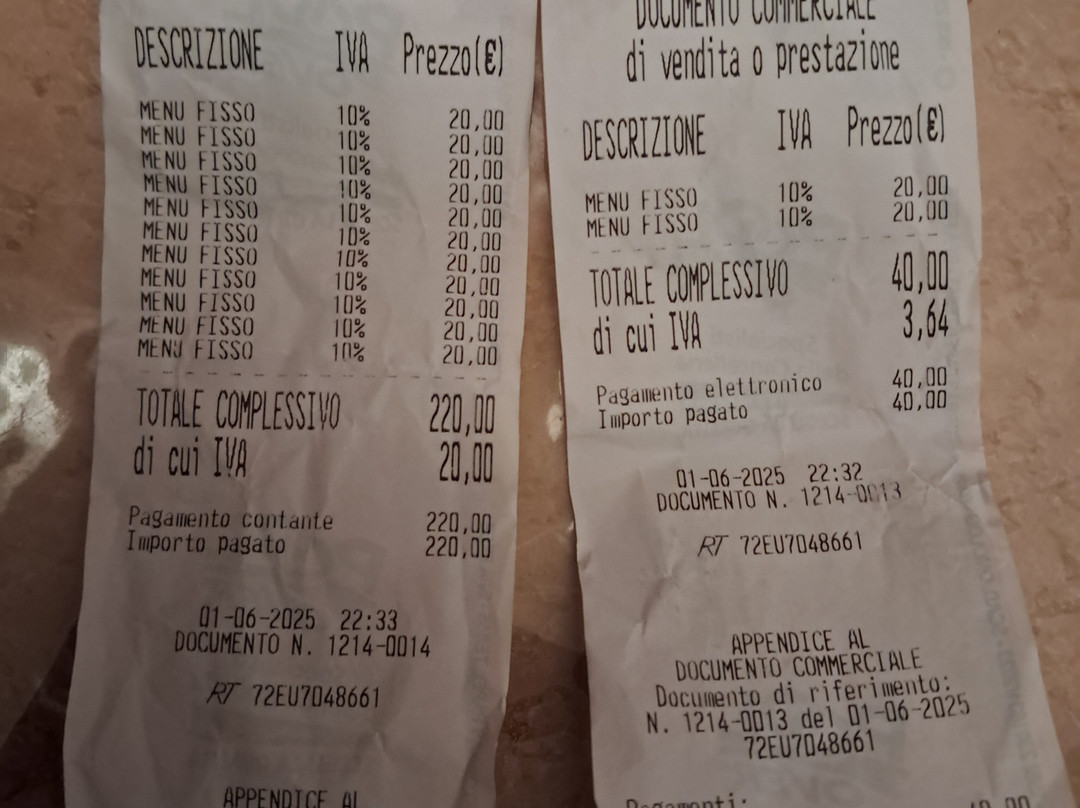 DESCRIZIONE IVA Prezzo(€)
MENU FISSO 10% 20,00
MENU FISSO 10% 20,00
MENU FISSO 10% 20,00
MENU FISSO 10% 20,00
MENU FISSO 10% 20,00
MENU FISSO 10% 20,00
MENU FISSO 10% 20,00
MENU FISSO 10% 20,00
MENU FISSO 10% 20,00
MENU FISSO 10% 20,00
MENU FISSO 10% 20,00
TOTALE COMPLESSIVO 220,00
di cui IVA 20,00
Pagamento contante 220,00
Importo pagato 220,00
01-06-2025 22:33
DOCUMENTO N. 1214-0014
RT 72EU7048661
APPENDICE AL
DOCUMENTO COMMERCIALE
di vendita o prestazione
DESCRIZIONE IVA Prezzo(€)
MENU FISSO 10% 20,00
MENU FISSO 10% 20,00
TOTALE COMPLESSIVO 40,00
di cui IVA 3,64
Pagamento elettronico 40,00
Importo pagato 40,00
01-06-2025 22:32
DOCUMENTO N. 1214-0013
RT 72EU7048661
APPENDICE AL
DOCUMENTO COMMERCIALE
Documento di riferimento:
N. 1214-0013 del 01-06-2025
72EU7048661
Pagamenti: